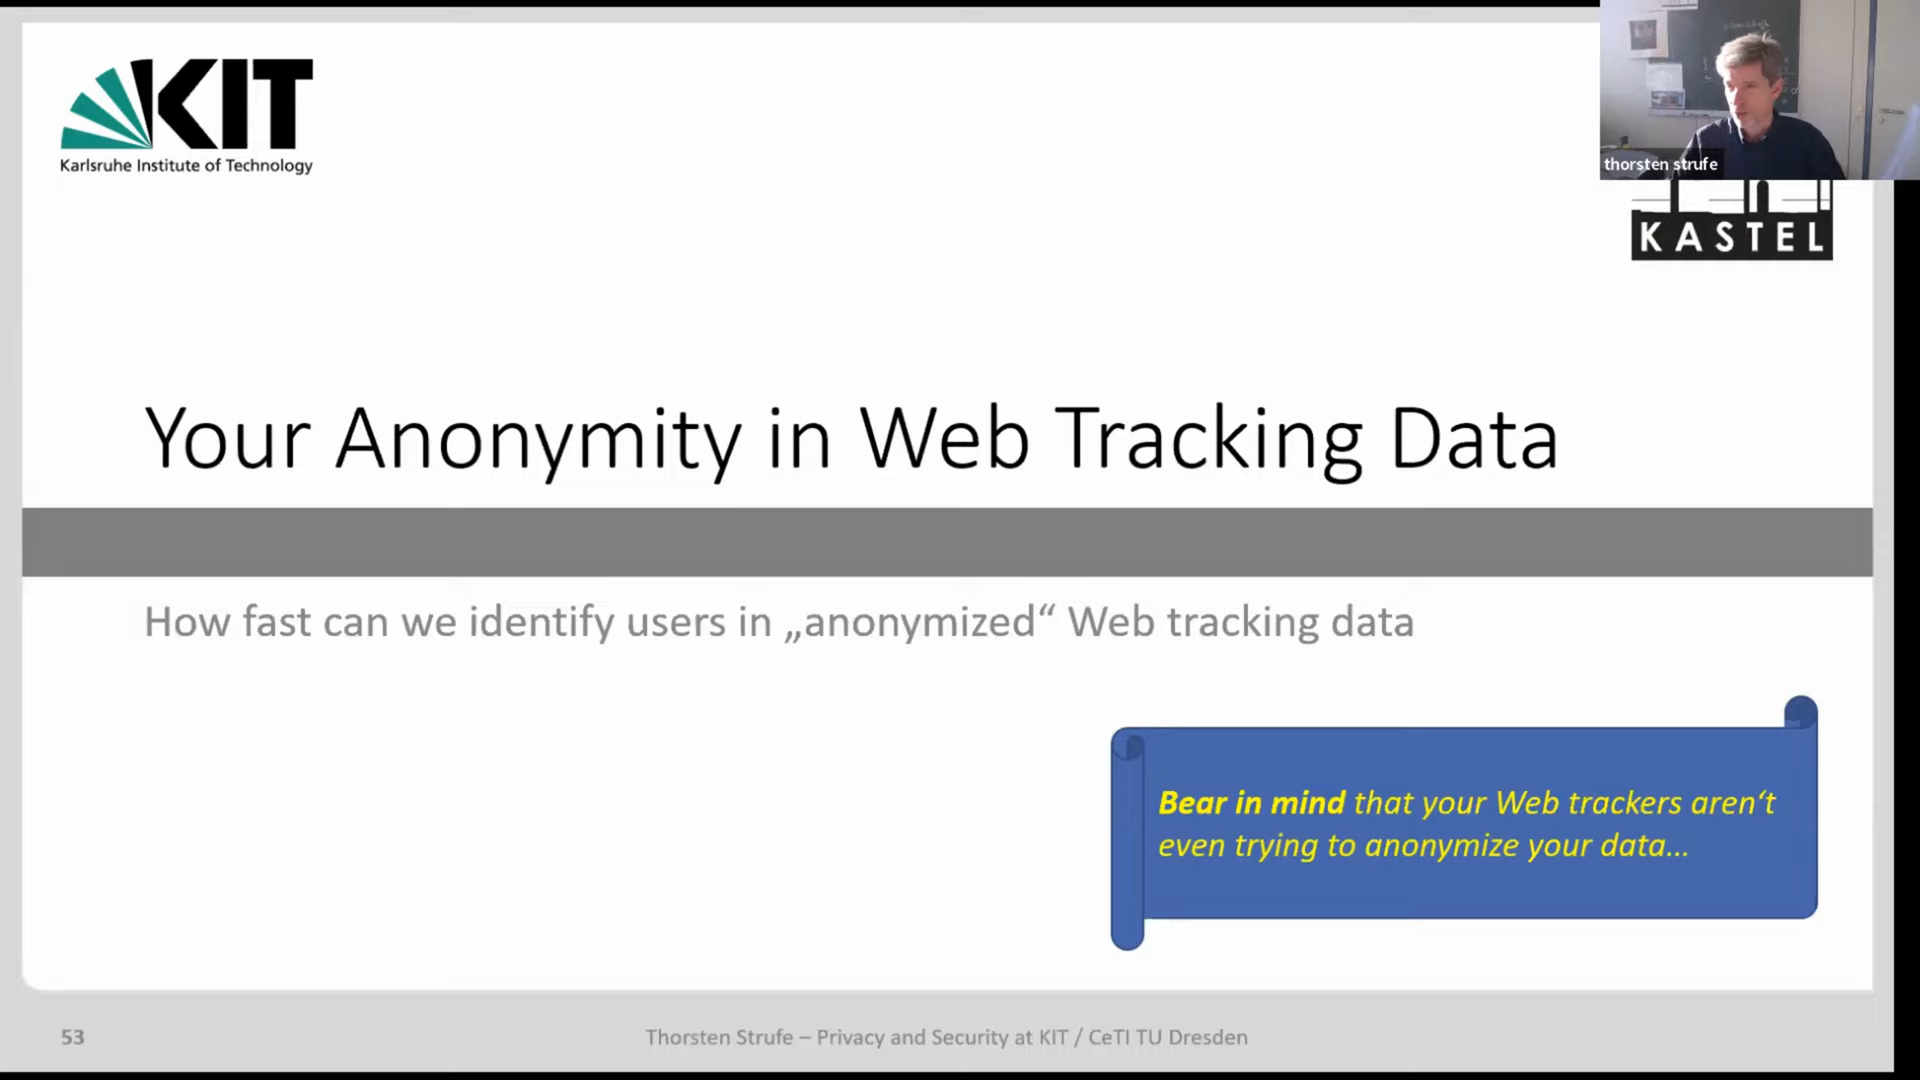 KIT
Karlsruhe Institute of Technology
thorsten strufe
KASTEL
Your Anonymity in Web Tracking Data
How fast can we identify users in „anonymized“ Web tracking data
Bear in mind that your Web trackers aren‘t
even trying to anonymize your data...
53
Thorsten Strufe – Privacy and Security at KIT / CeTI TU Dresden